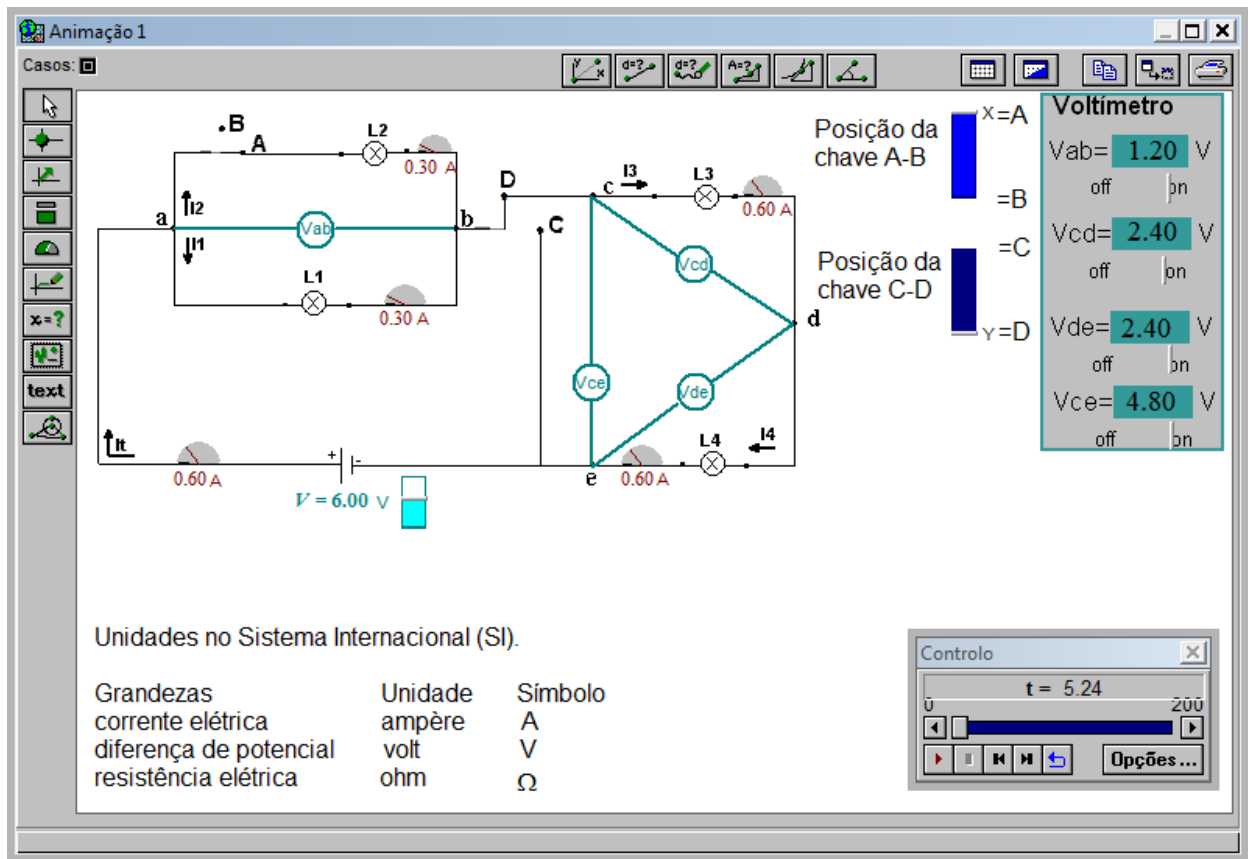 Animação 1
Casos:
y x
d=?
d=?
A=?
x=?
text
B
A
L2
0.30 A
I2
a
Vab
b
I1
L1
0.30 A
D
C
c
I3
L3
0.60 A
Vcd
d
Vce
Vde
It
0.60 A
+
-
V = 6.00 V
e
0.60 A
L4
I4
Posição da
chave A-B
X =A
=B
Posição da
chave C-D
=C
Y =D
Voltímetro
Vab= 1.20 V
off on
Vcd= 2.40 V
off on
Vde= 2.40 V
off on
Vce= 4.80 V
off on
Unidades no Sistema Internacional (SI).
Grandezas Unidade Símbolo
corrente elétrica ampère A
diferença de potencial volt V
resistência elétrica ohm Ω
Controlo
t = 5.24
0 200
Opções...